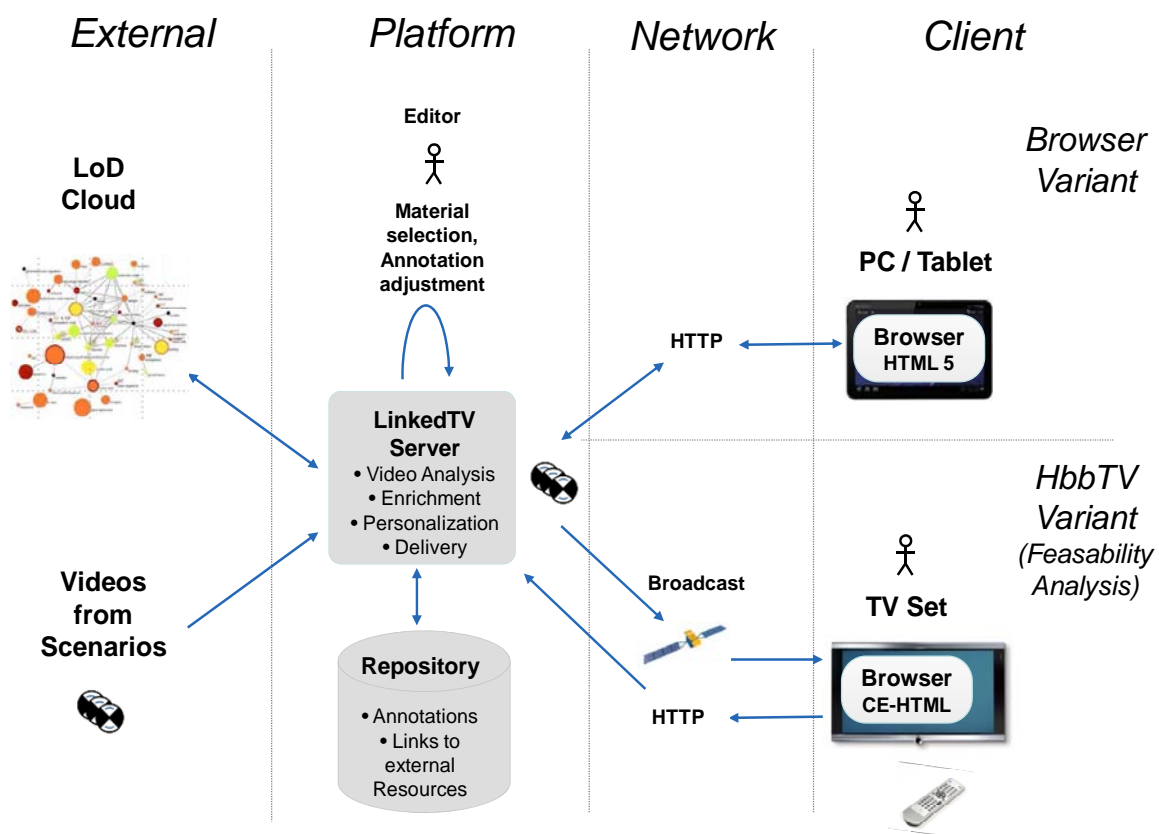 External
Platform
Network
Client
Editor
Browser
Variant
LoD
Cloud
Material
selection,
Annotation
adjustment
PC / Tablet
HTTP
Browser
HTML 5
LinkedTV
Server
• Video Analysis
• Enrichment
• Personalization
• Delivery
HbbTV
Variant
(Feasability
Analysis)
Videos
from
Scenarios
Broadcast
TV Set
Repository
• Annotations
• Links to
external
Resources
HTTP
Browser
CE-HTML